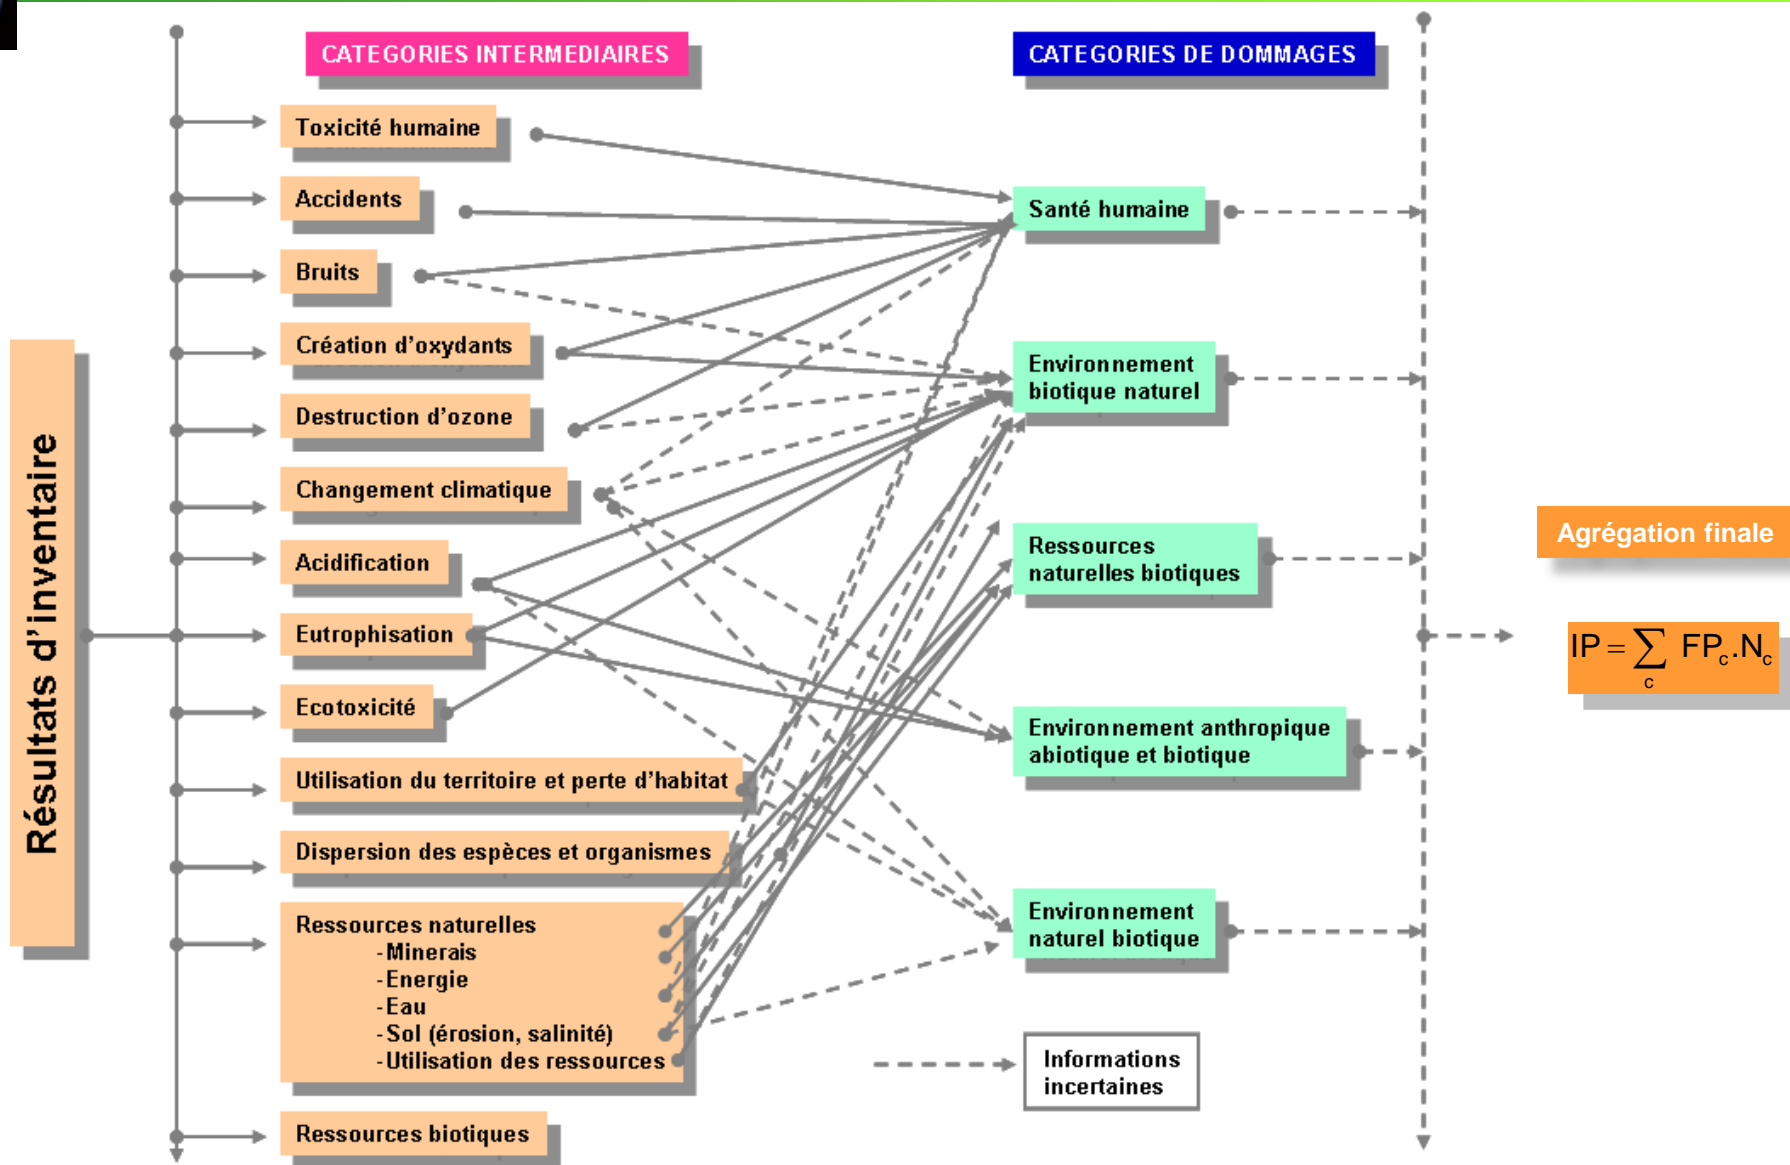 CATEGORIES INTERMEDIAIRES
CATEGORIES DE DOMMAGES
Résultats d'inventaire
Toxicité humaine
Accidents
Bruits
Création d'oxydants
Destruction d'ozone
Changement climatique
Acidification
Eutrophisation
Ecotoxicité
Utilisation du territoire et perte d'habitat
Dispersion des espèces et organismes
Ressources naturelles
-Minerais
-Energie
-Eau
-Sol (érosion, salinité)
-Utilisation des ressources
Ressources biotiques
Santé humaine
Environnement
biotique naturel
Ressources
naturelles biotiques
Environnement anthropique
abiotique et biotique
Environnement
naturel biotique
Informations
incertaines
Agrégation finale
IP = ∑ FPc.Nc
c